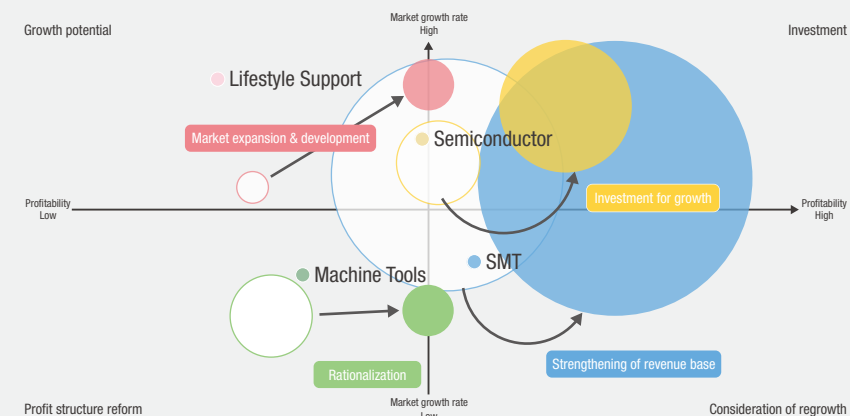 Market growth rate
High
Growth potential
Investment
Lifestyle Support
Market expansion & development
Semiconductor
Profitability
Low
Investment for growth
Profitability
High
SMT
Machine Tools
Strengthening of revenue base
Rationalization
Market growth rate
Low
Profit structure reform
Consideration of regrowth